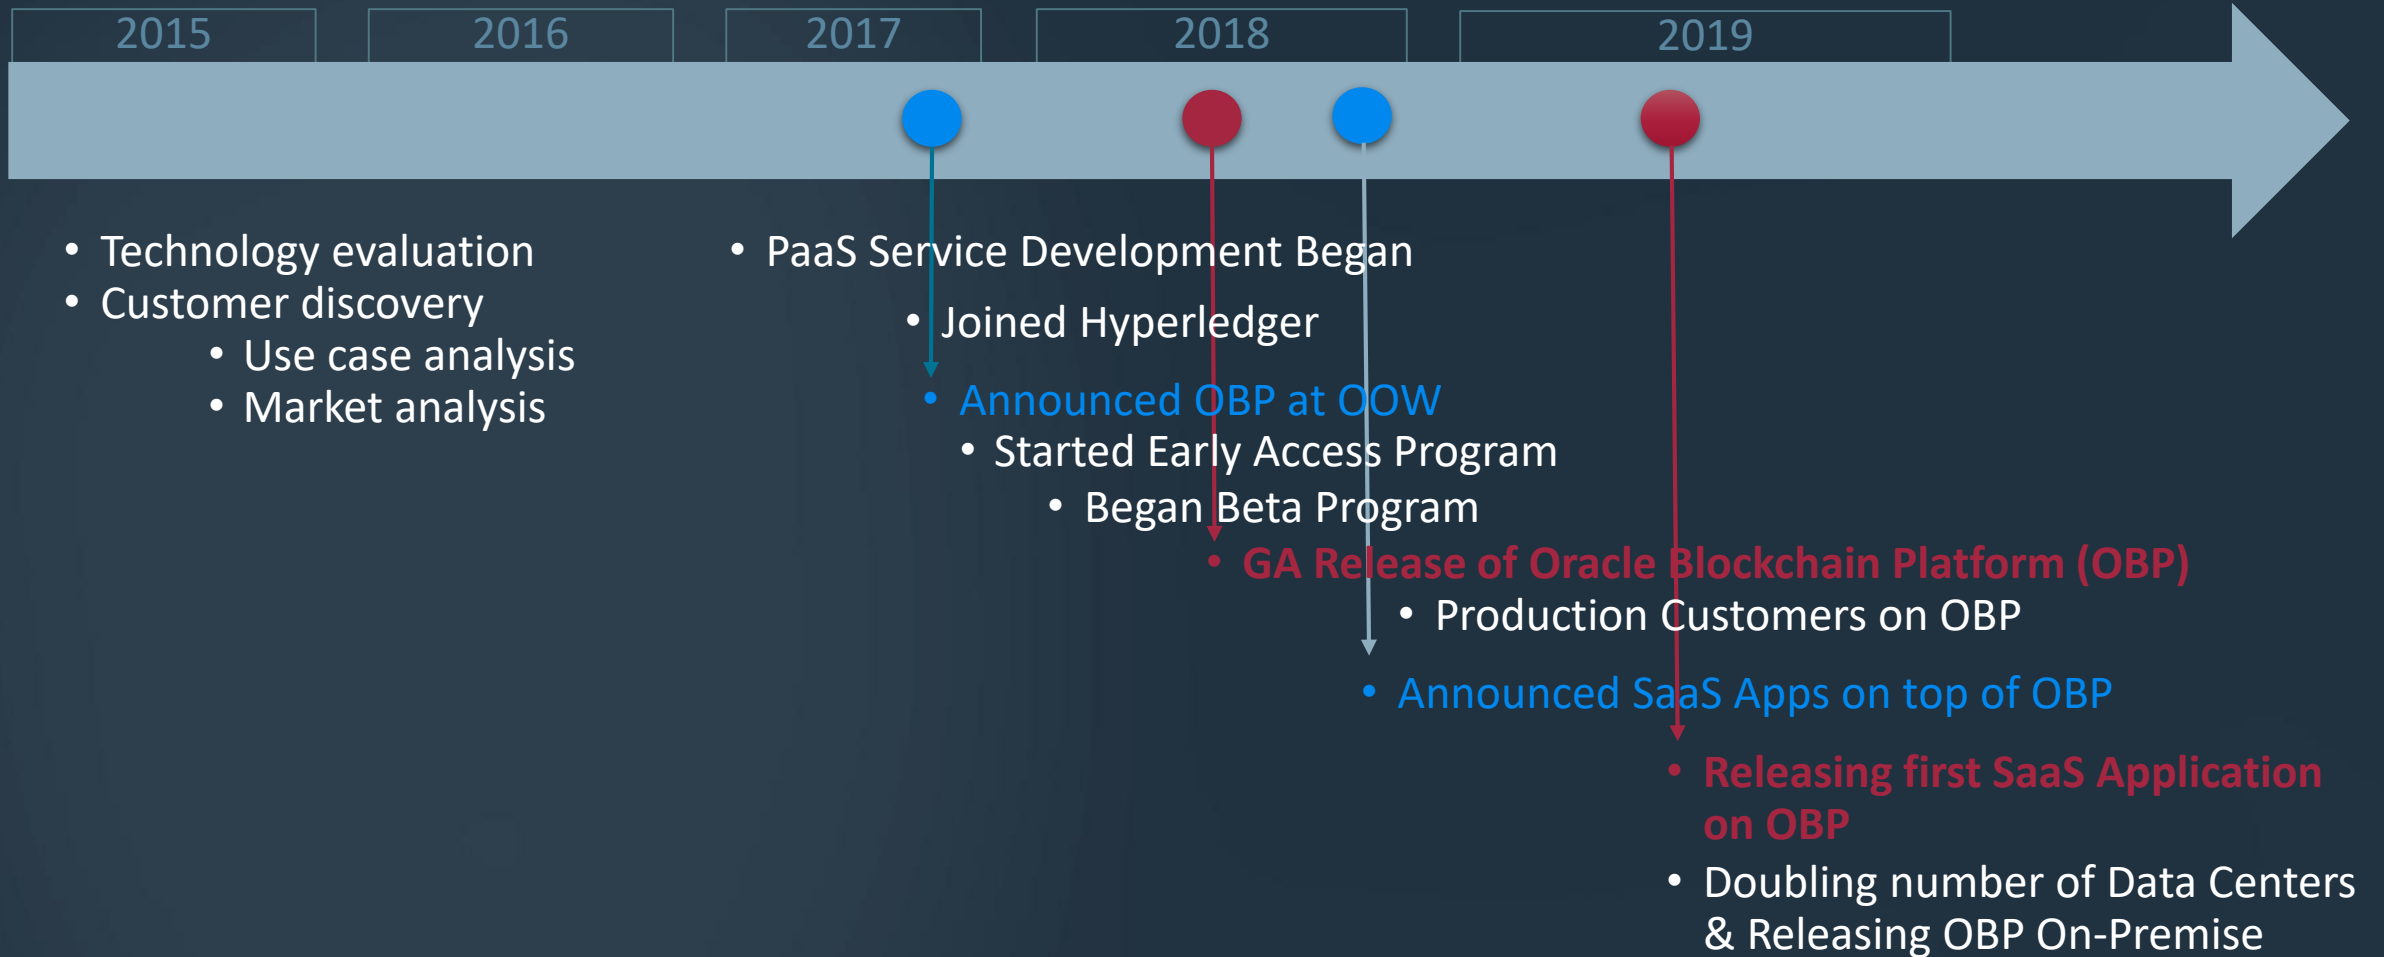 2015
2016
2017
2018
2019
• Technology evaluation
• Customer discovery
• Use case analysis
• Market analysis
• PaaS Service Development Began
• Joined Hyperledger
• Announced OBP at OOW
• Started Early Access Program
• Began Beta Program
• GA Release of Oracle Blockchain Platform (OBP)
• Production Customers on OBP
• Announced SaaS Apps on top of OBP
• Releasing first SaaS Application
on OBP
• Doubling number of Data Centers
& Releasing OBP On-Premise